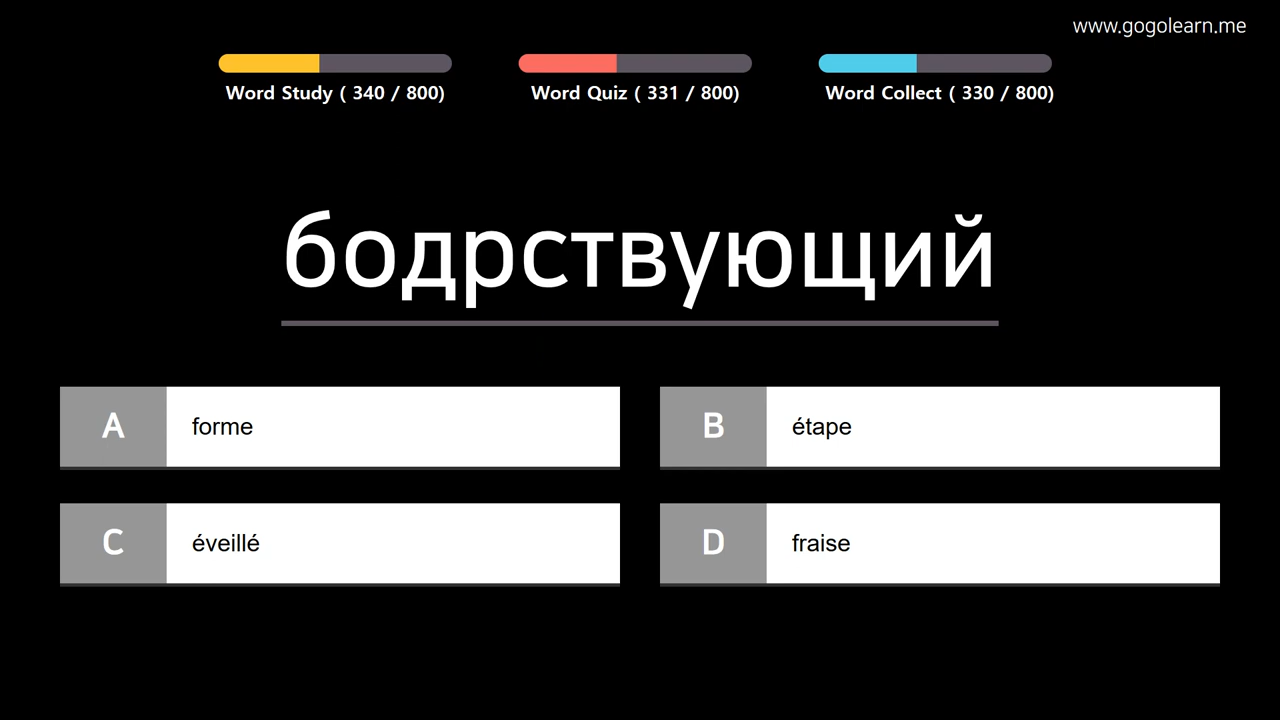 www.gogolearn.me
Word Study ( 340 / 800)
Word Quiz ( 331 / 800)
Word Collect ( 330 / 800)
бодрствующий
A forme
B étape
C éveillé
D fraise